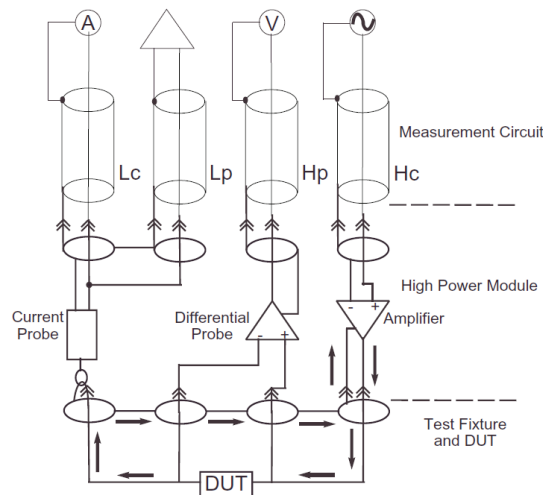 A
V
Lc
Lp
Hp
Hc
Measurement Circuit
High Power Module
Current
Probe
Differential
Probe
- +
- +
Amplifier
Test Fixture
and DUT
DUT